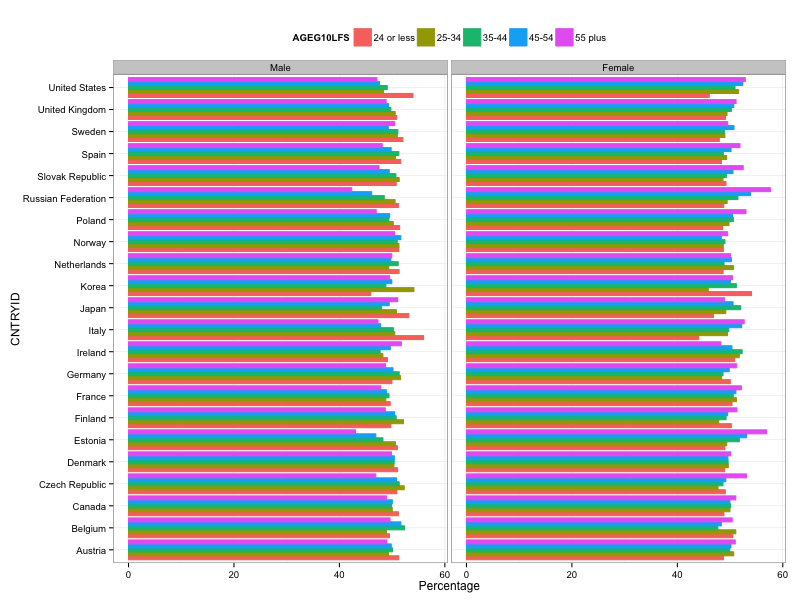 AGEG10LFS 24 or less 25-34 35-44 45-54 55 plus
Male Female
United States
United Kingdom
Sweden
Spain
Slovak Republic
Russian Federation
Poland
Norway
Netherlands
Korea
Japan
Italy
Ireland
Germany
France
Finland
Estonia
Denmark
Czech Republic
Canada
Belgium
Austria
CNTRYID
0 20 40 60 0 20 40 60
Percentage